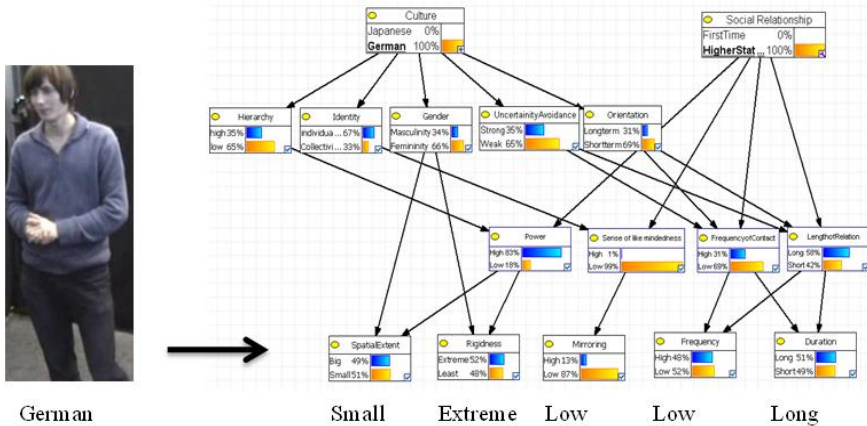 Culture
Japanese 0%
German 100%
Social Relationship
FirstTime 0%
HigherStat ... 100%
Hierarchy
high 35%
low 65%
Identity
individua ... 67%
Collectivi ... 33%
Gender
Masculinity 34%
Femininity 66%
UncertainityAvoidance
Strong 35%
Weak 65%
Orientation
Longterm 31%
Shortterm 69%
Power
High 83%
Low 18%
Sense of like mindedness
High 1%
Low 99%
FrequencyofContact
High 31%
Low 69%
LengthofRelation
Long 58%
Short 42%
SpatialExtent
Big 49%
Small 51%
Rigidness
Extreme 52%
Least 48%
Mirroring
High 13%
Low 87%
Frequency
High 48%
Low 52%
Duration
Long 51%
Short 49%
German Small Extreme Low Low Long